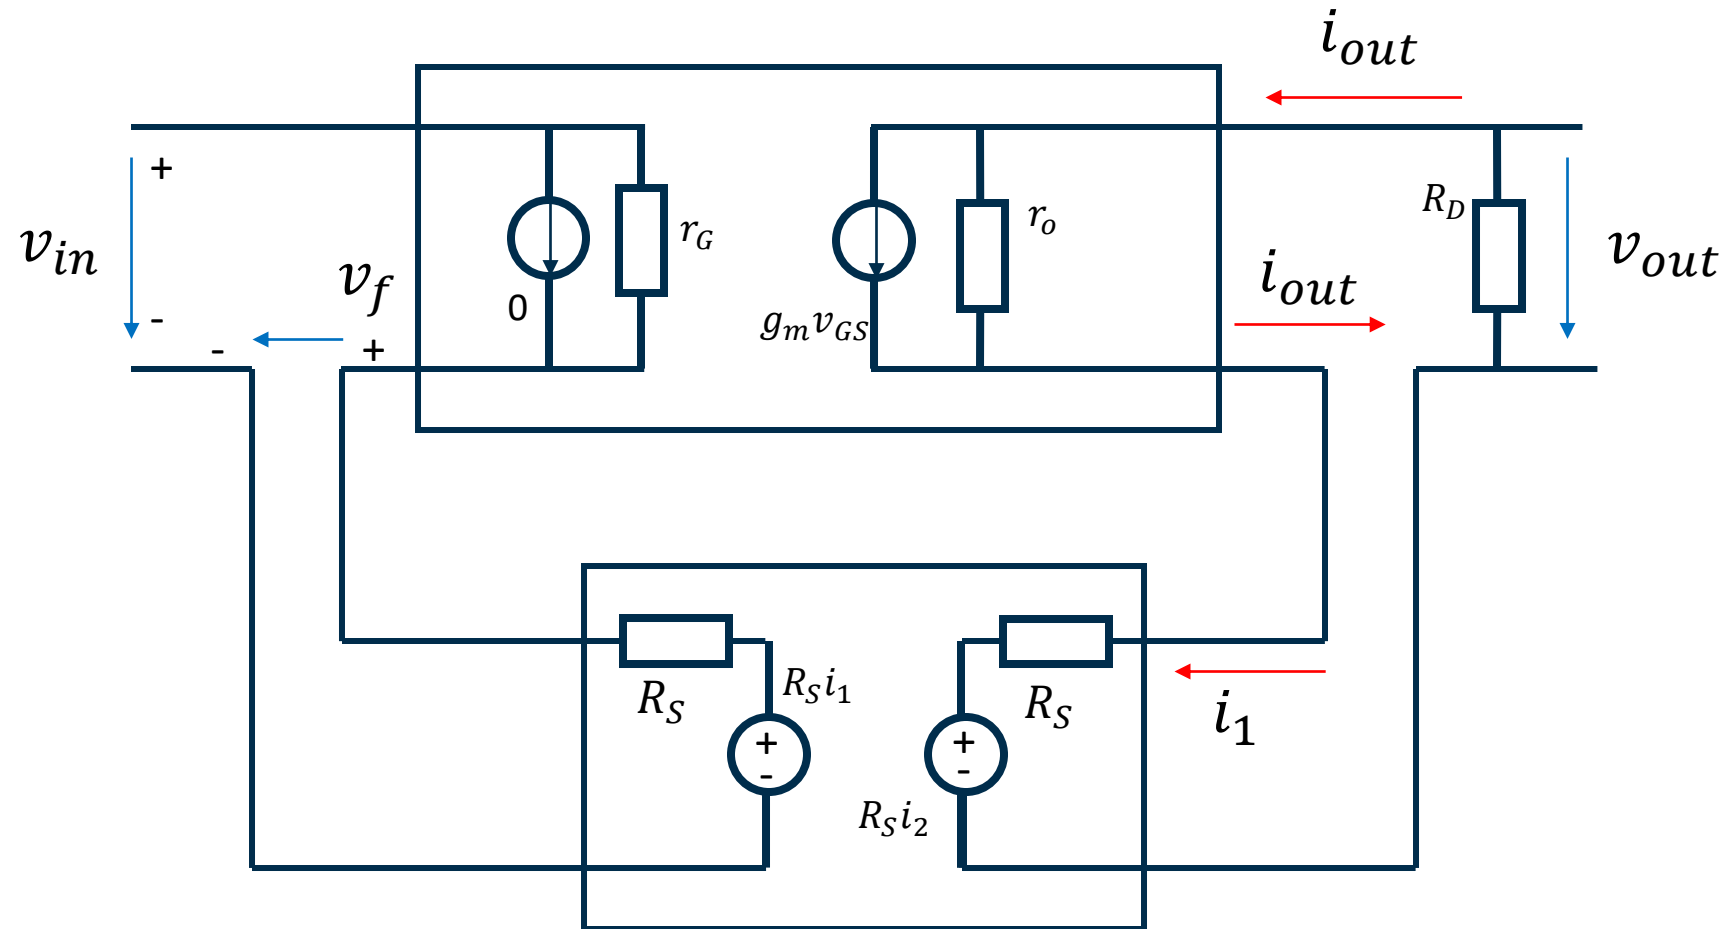 i_out
+
v_in
-
v_f
-
+
0
r_G
g_m v_GS
r_o
i_out
R_D
v_out
R_S
R_S i_1
+
-
+
-
R_S i_2
R_S
i_1